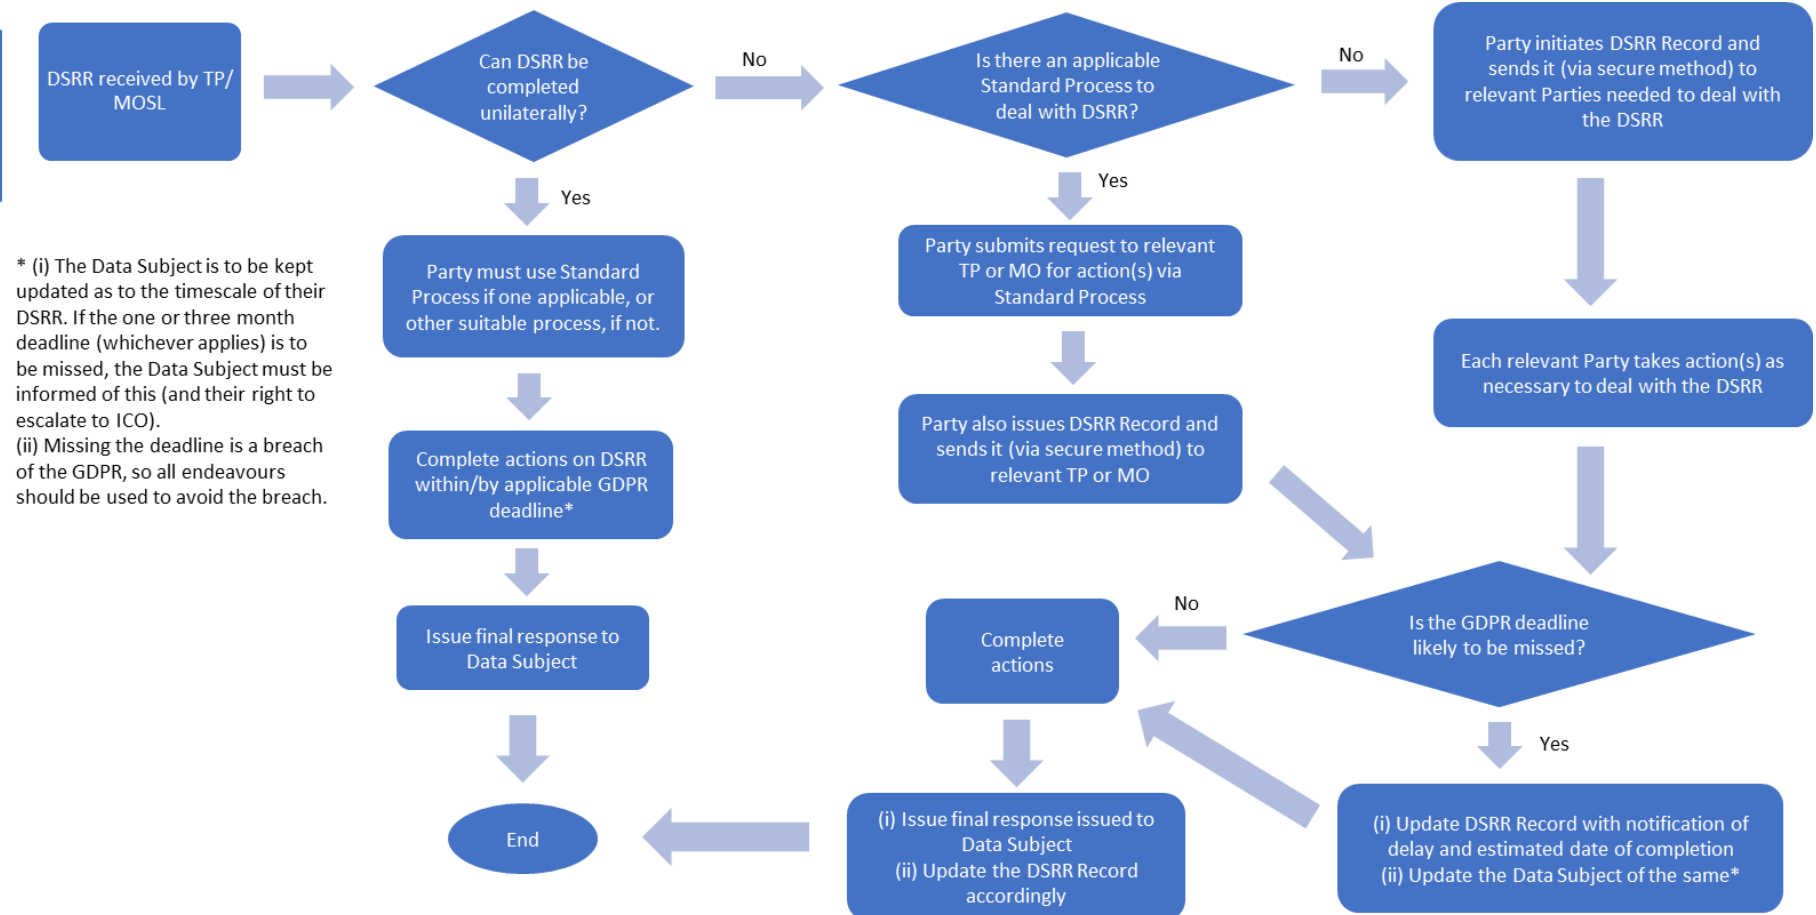 DSRR received by TP/
MOSL
Can DSRR be
completed
unilaterally?
No
Is there an applicable
Standard Process to
deal with DSRR?
No
Party initiates DSRR Record and
sends it (via secure method) to
relevant Parties needed to deal with
the DSRR
Yes
Yes
* (i) The Data Subject is to be kept
updated as to the timescale of their
DSRR. If the one or three month
deadline (whichever applies) is to
be missed, the Data Subject must be
informed of this (and their right to
escalate to ICO).
(ii) Missing the deadline is a breach
of the GDPR, so all endeavours
should be used to avoid the breach.
Party must use Standard
Process if one applicable, or
other suitable process, if not.
Party submits request to relevant
TP or MO for action(s) via
Standard Process
Each relevant Party takes action(s) as
necessary to deal with the DSRR
Complete actions on DSRR
within/by applicable GDPR
deadline*
Party also issues DSRR Record and
sends it (via secure method) to
relevant TP or MO
Issue final response to
Data Subject
Complete
actions
No
Is the GDPR deadline
likely to be missed?
Yes
End
(i) Issue final response issued to
Data Subject
(ii) Update the DSRR Record
accordingly
(i) Update DSRR Record with notification of
delay and estimated date of completion
(ii) Update the Data Subject of the same*